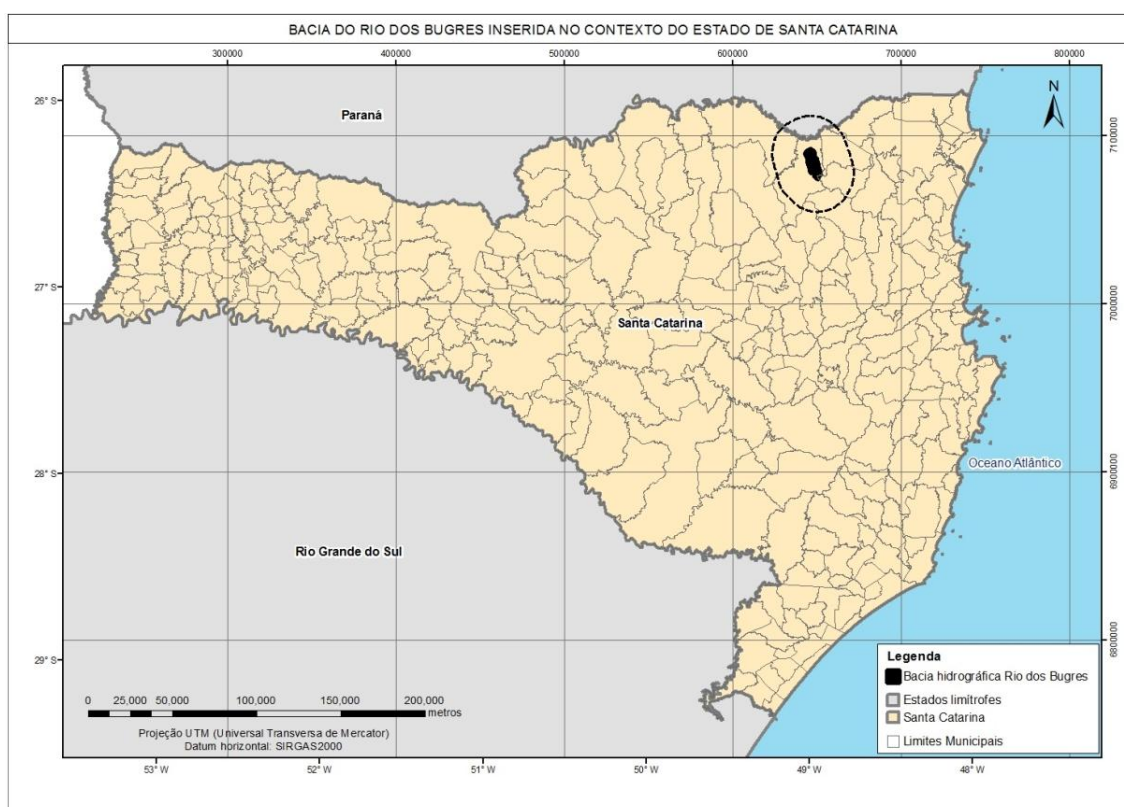 BACIA DO RIO DOS BUGRES INSERIDA NO CONTEXTO DO ESTADO DE SANTA CATARINA
300000 400000 500000 600000 700000 800000
26° S
Paraná
N
7100000
27° S
7000000
Santa Catarina
28° S
Oceano Atlântico
6900000
Rio Grande do Sul
6800000
29° S
Legenda
Bacia hidrográfica Rio dos Bugres
Estados limítrofes
Santa Catarina
Limites Municipais
0 25,000 50,000 100,000 150,000 200,000
metros
Projeção UTM (Universal Transversa de Mercator)
Datum horizontal: SIRGAS2000
53° W 52° W 51° W 50° W 49° W 48° W